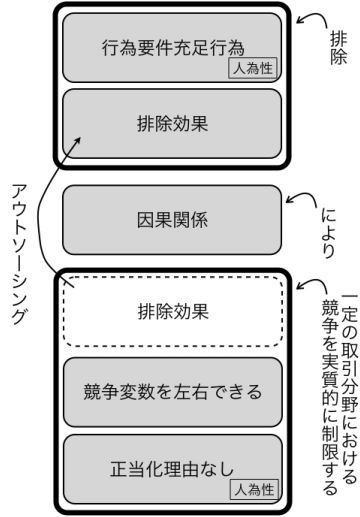 行為要件充足行為
人為性
排除効果
排除
因果関係
により
アウトソーシング
排除効果
競争変数を左右できる
正当化理由なし
人為性
一定の取引分野における
競争を実質的に制限する